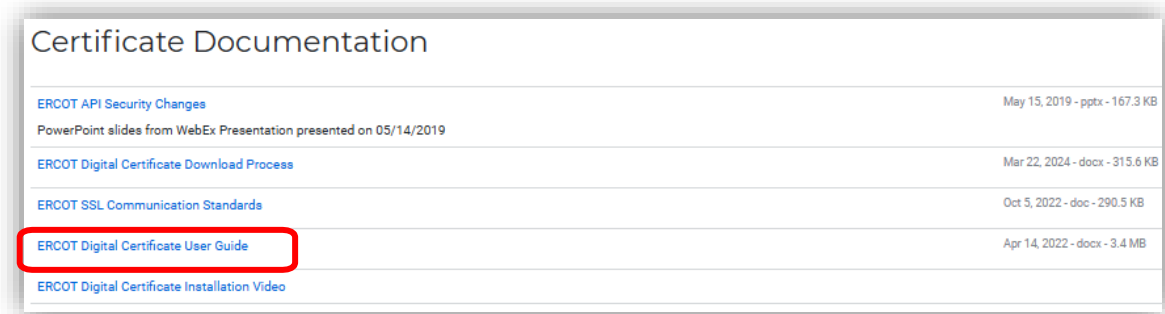 Certificate Documentation
ERCOT API Security Changes
May 15, 2019 - pptx - 167.3 KB
PowerPoint slides from WebEx Presentation presented on 05/14/2019
ERCOT Digital Certificate Download Process
Mar 22, 2024 - docx - 315.6 KB
ERCOT SSL Communication Standards
Oct 5, 2022 - doc - 290.5 KB
ERCOT Digital Certificate User Guide
Apr 14, 2022 - docx - 3.4 MB
ERCOT Digital Certificate Installation Video